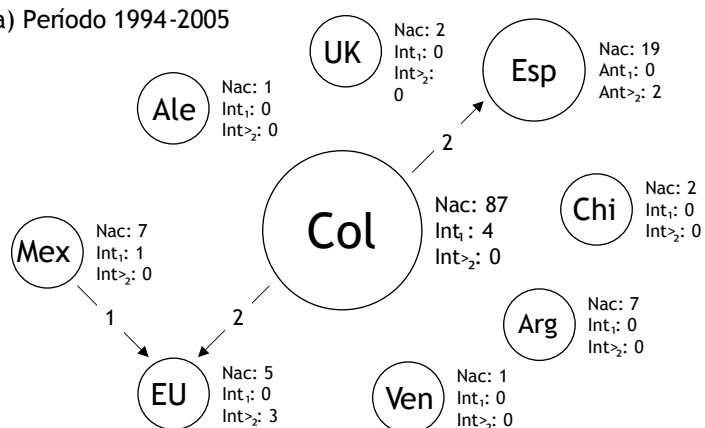 a) Período 1994-2005
UK
Nac: 2
Int₁: 0
Int>₂:
0
Esp
Nac: 19
Ant₁: 0
Ant>₂: 2
Ale
Nac: 1
Int₁: 0
Int>₂: 0
2
Col
Nac: 87
Int₁: 4
Int>₂: 0
Chi
Nac: 2
Int₁: 0
Int>₂: 0
Mex
Nac: 7
Int₁: 1
Int>₂: 0
1
2
Arg
Nac: 7
Int₁: 0
Int>₂: 0
EU
Nac: 5
Int₁: 0
Int>₂: 3
Ven
Nac: 1
Int₁: 0
Int>₂: 0